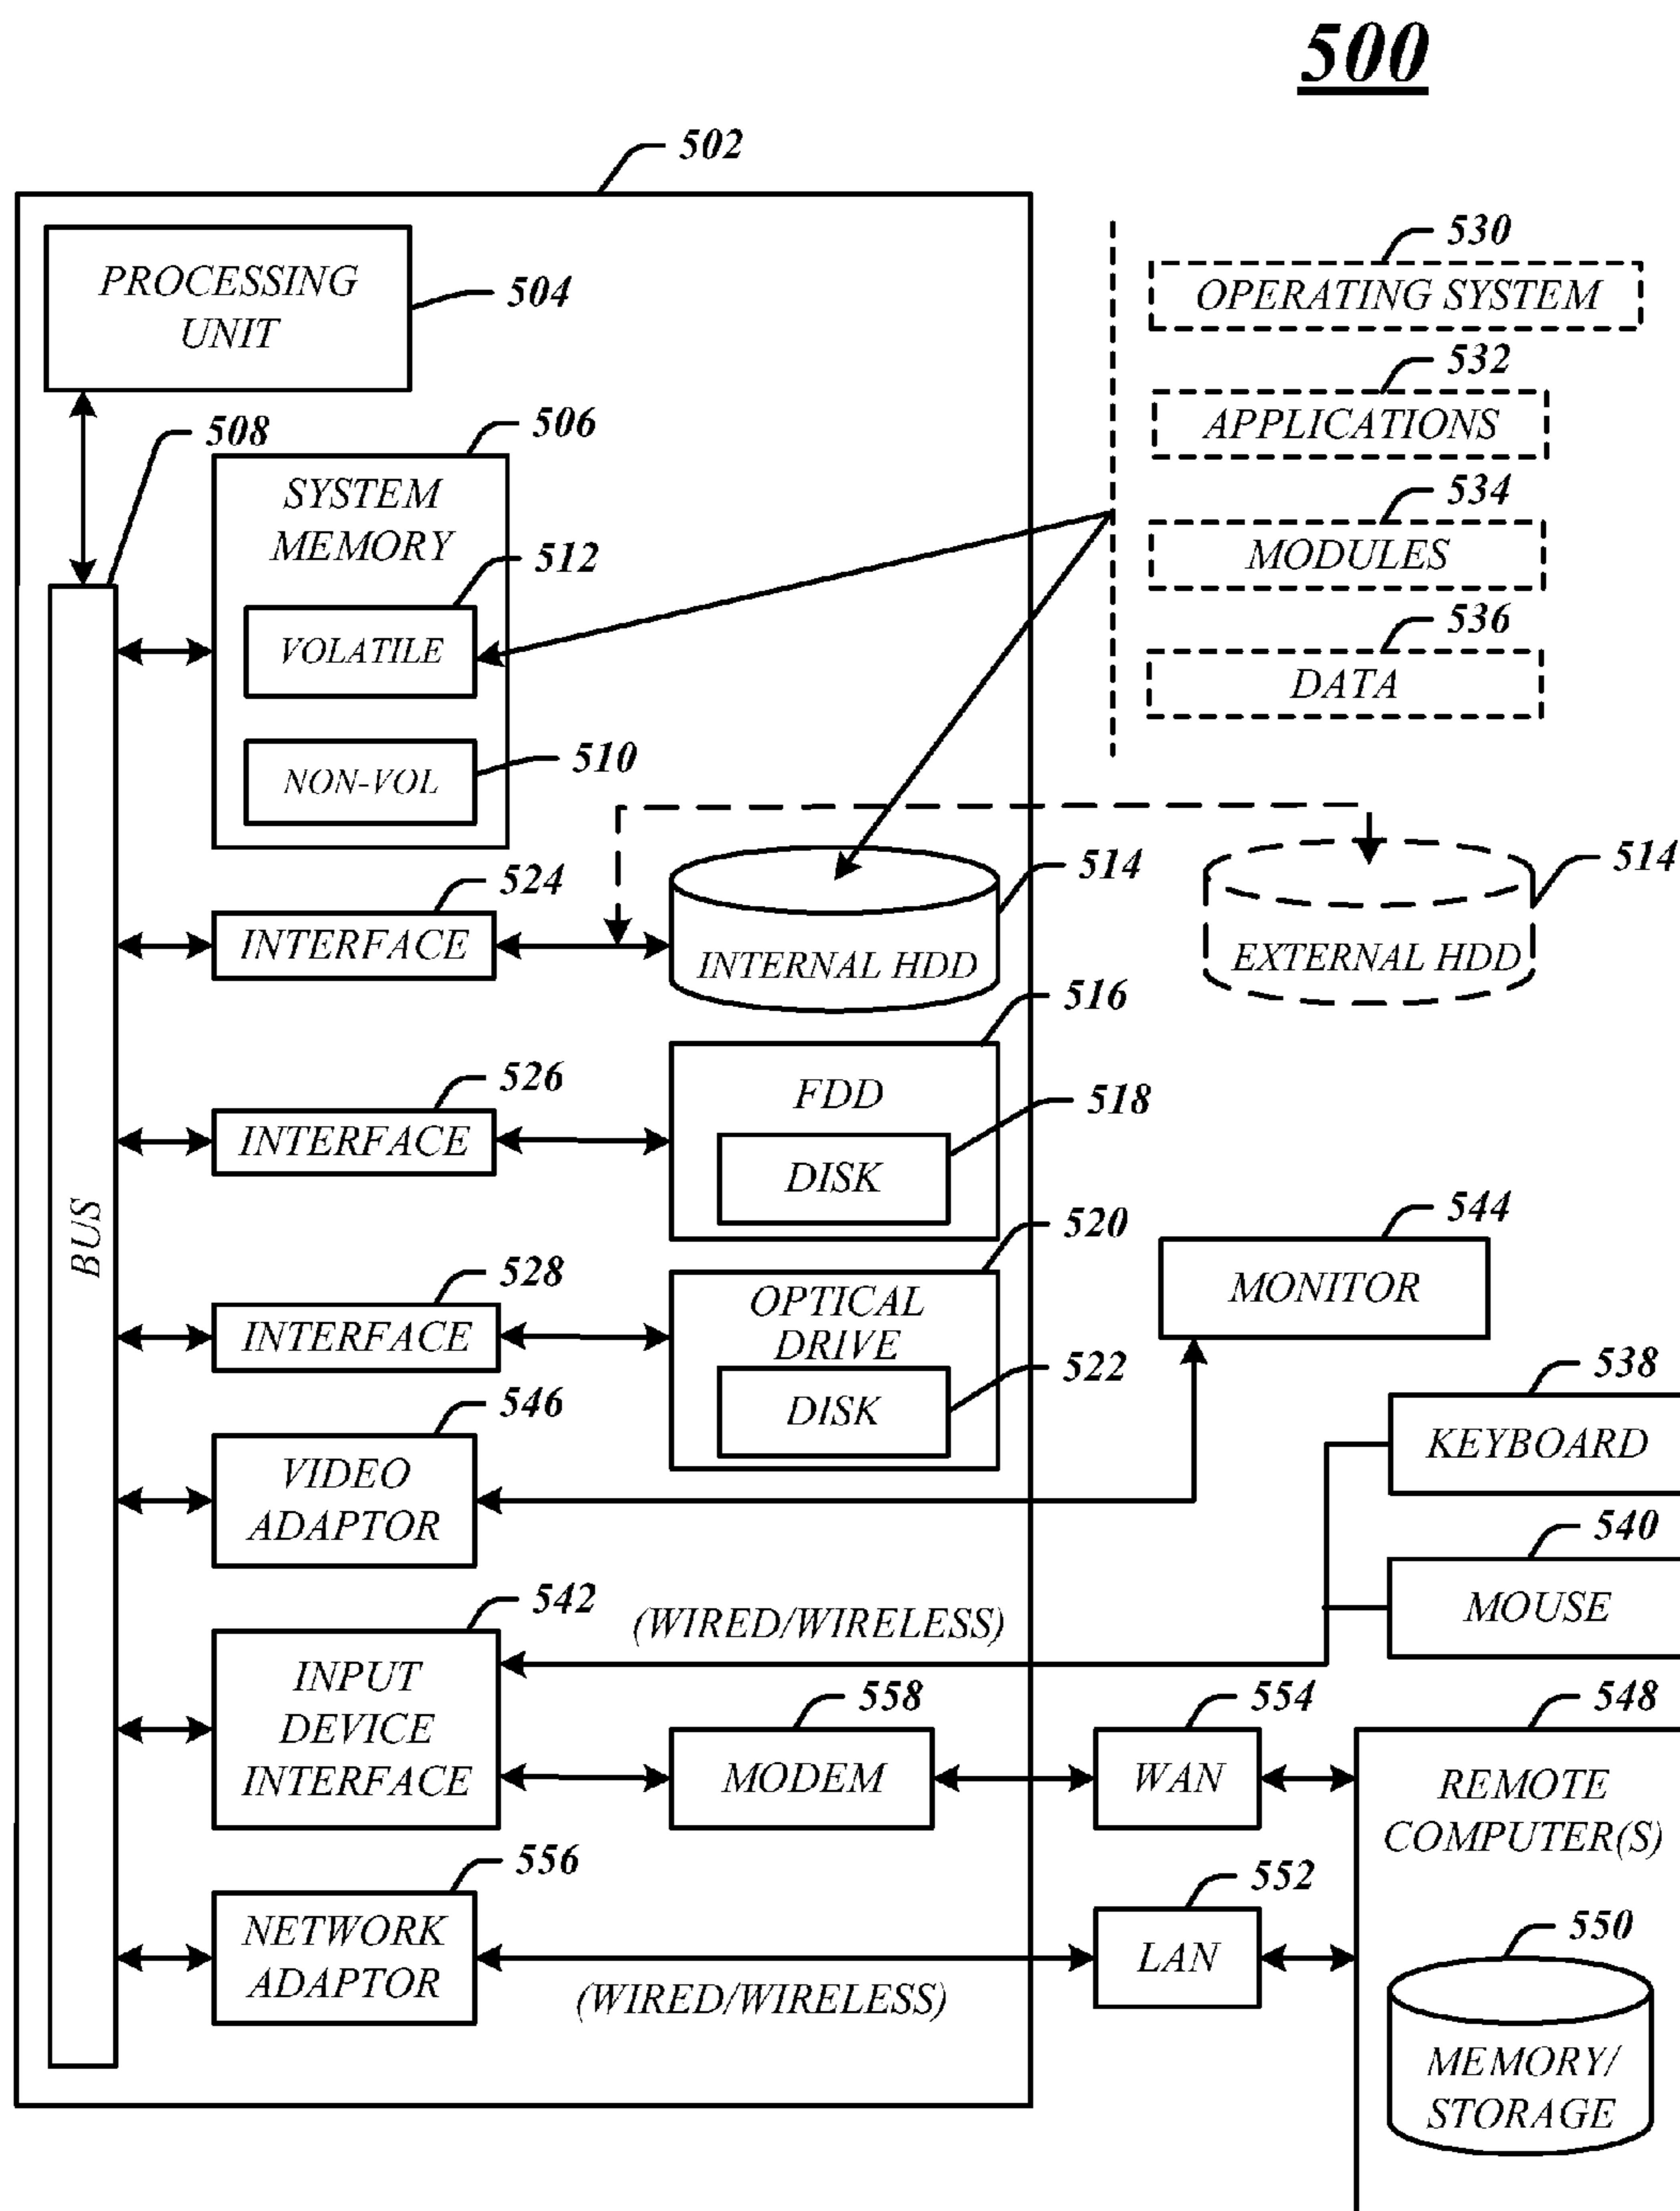 500
502
PROCESSING
UNIT
504
530
OPERATING SYSTEM
532
APPLICATIONS
534
MODULES
536
DATA
508
506
SYSTEM
MEMORY
512
VOLATILE
510
NON-VOL
BUS
524
INTERFACE
514
INTERNAL HDD
514
EXTERNAL HDD
526
INTERFACE
516
FDD
518
DISK
528
INTERFACE
520
OPTICAL
DRIVE
522
DISK
544
MONITOR
546
VIDEO
ADAPTOR
538
KEYBOARD
540
MOUSE
542
INPUT
DEVICE
INTERFACE
(WIRED/WIRELESS)
558
MODEM
554
WAN
548
REMOTE
COMPUTER(S)
556
NETWORK
ADAPTOR
(WIRED/WIRELESS)
552
LAN
550
MEMORY/
STORAGE